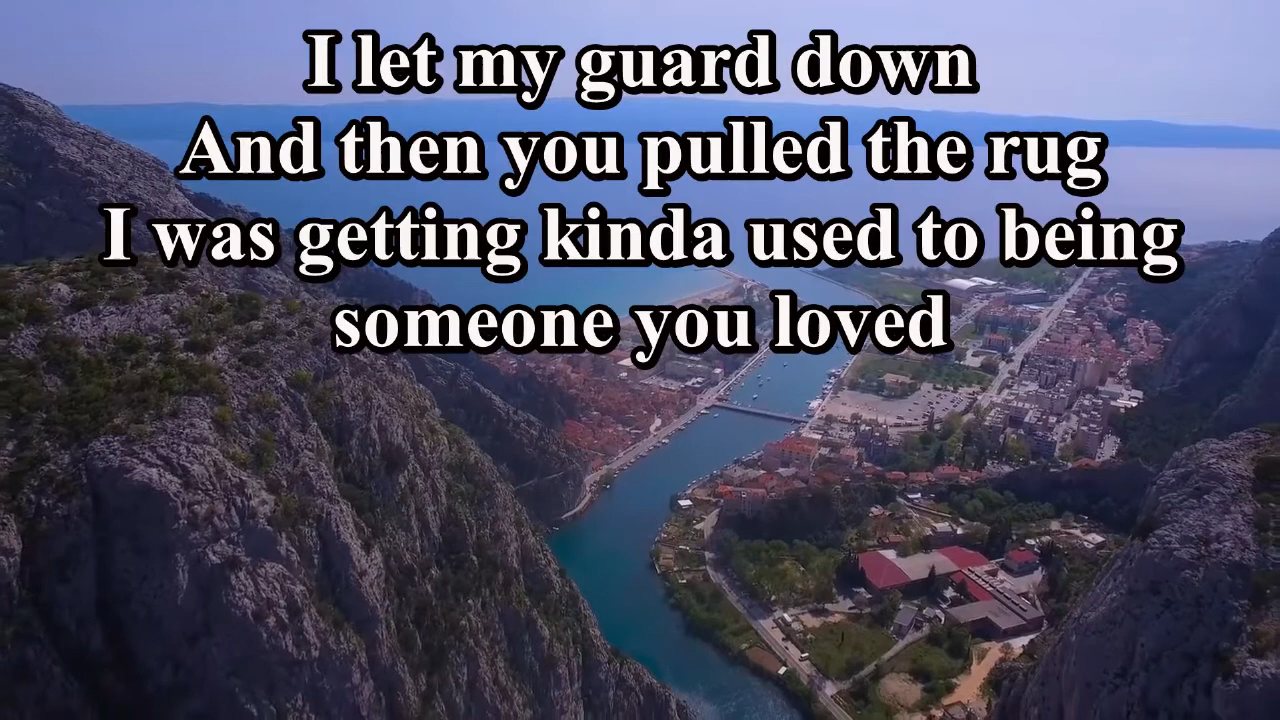 I let my guard down
And then you pulled the rug
I was getting kinda used to being
someone you loved